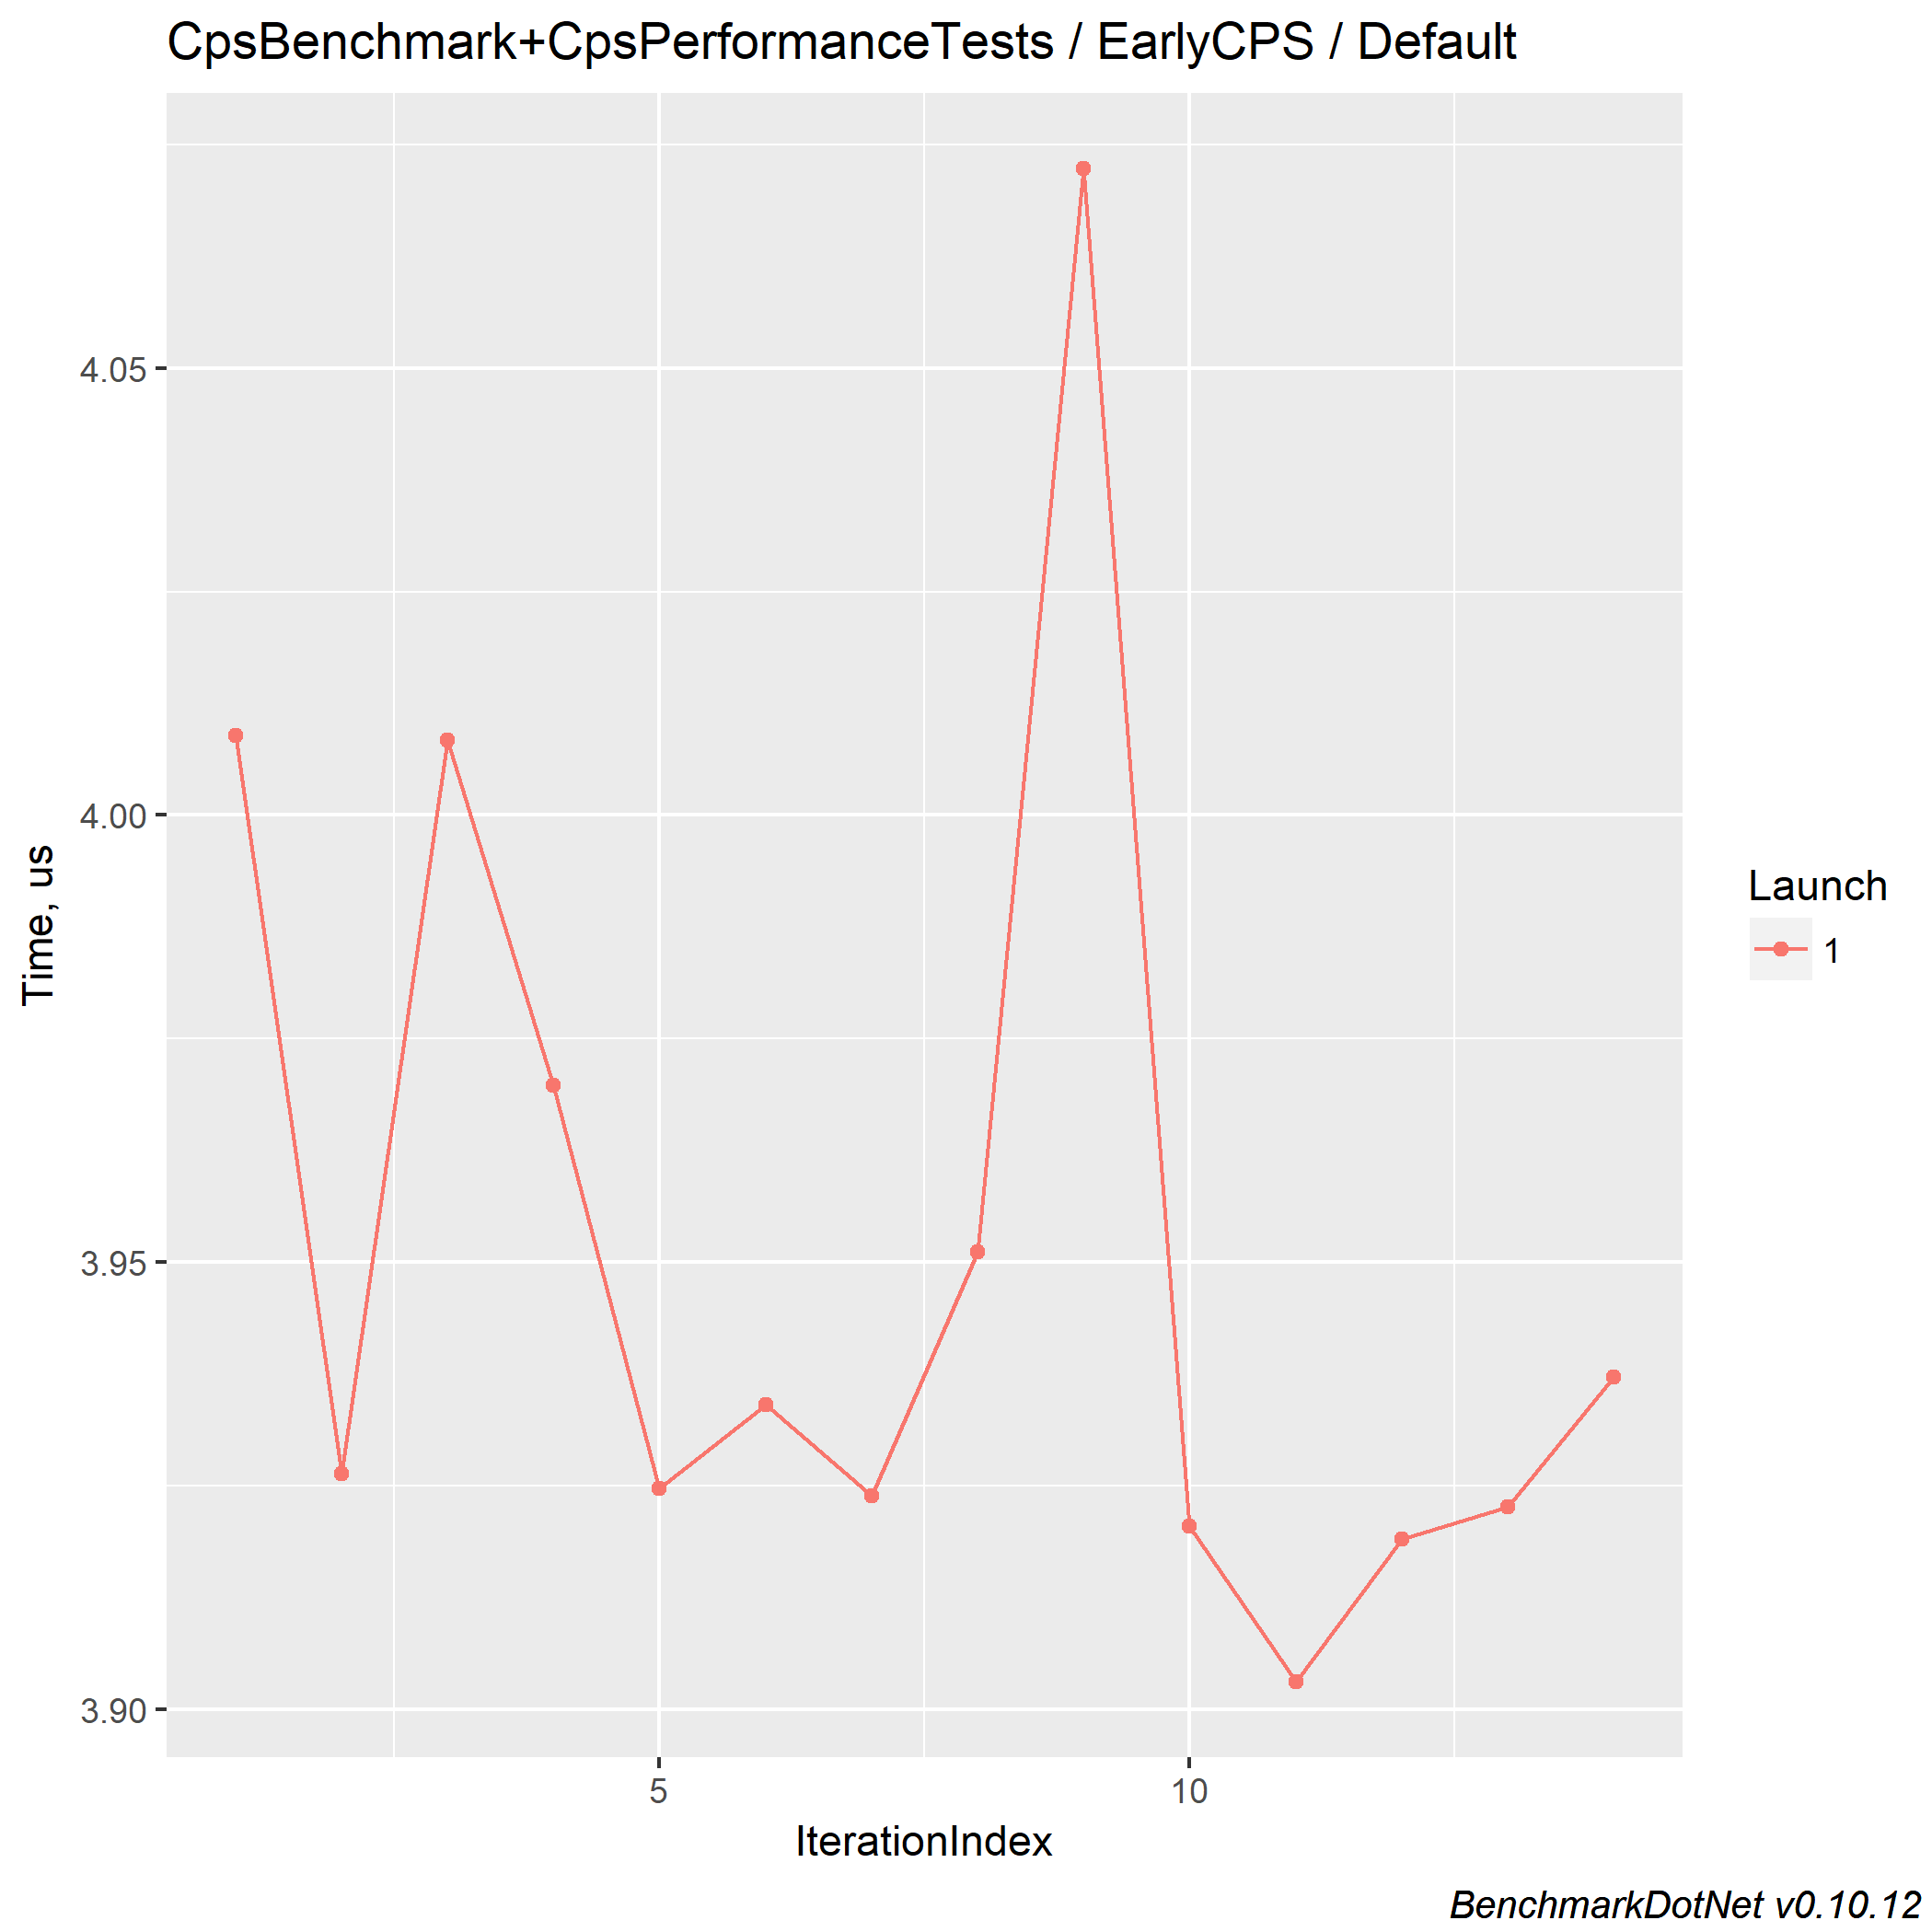 CpsBenchmark+CpsPerformanceTests / EarlyCPS / Default
Time, us
4.05
4.00
3.95
3.90
5
10
IterationIndex
Launch
1
BenchmarkDotNet v0.10.12